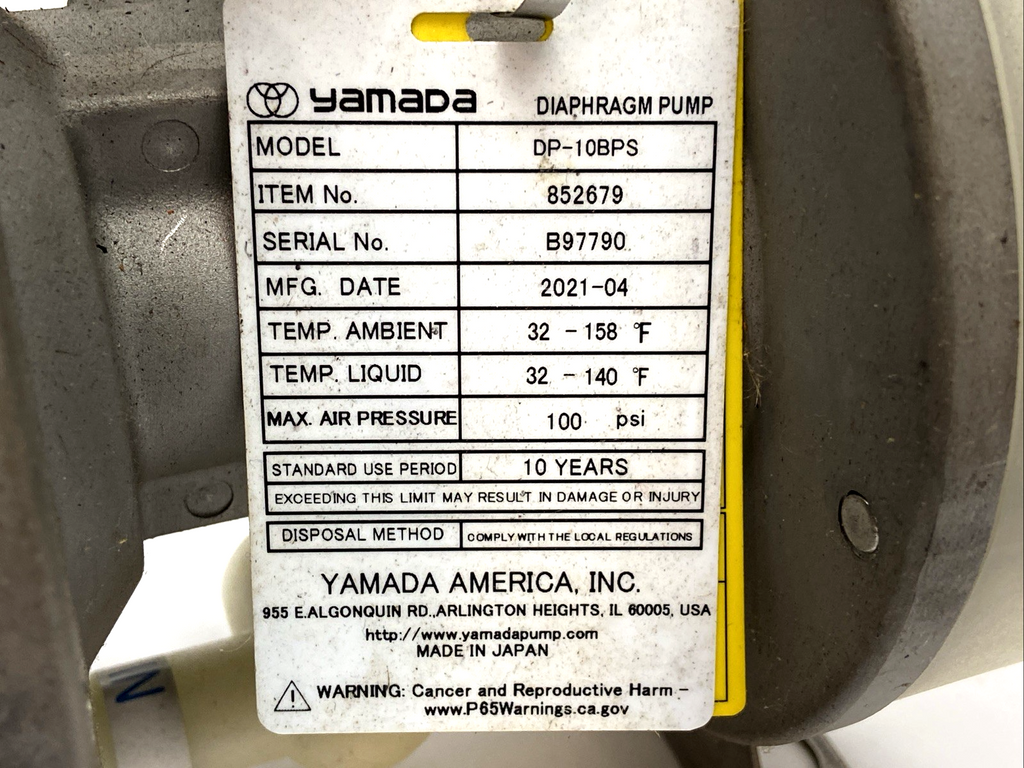 yamada DIAPHRAGM PUMP
MODEL DP-10BPS
ITEM No. 852679
SERIAL No. B97790
MFG. DATE 2021-04
TEMP. AMBIENT 32 - 158 °F
TEMP. LIQUID 32 - 140 °F
MAX. AIR PRESSURE 100 psi
STANDARD USE PERIOD 10 YEARS
EXCEEDING THIS LIMIT MAY RESULT IN DAMAGE OR INJURY
DISPOSAL METHOD COMPLY WITH THE LOCAL REGULATIONS
YAMADA AMERICA, INC.
955 E.ALGONQUIN RD.,ARLINGTON HEIGHTS, IL 60005, USA
http://www.yamadapump.com
MADE IN JAPAN
WARNING: Cancer and Reproductive Harm -
www.P65Warnings.ca.gov